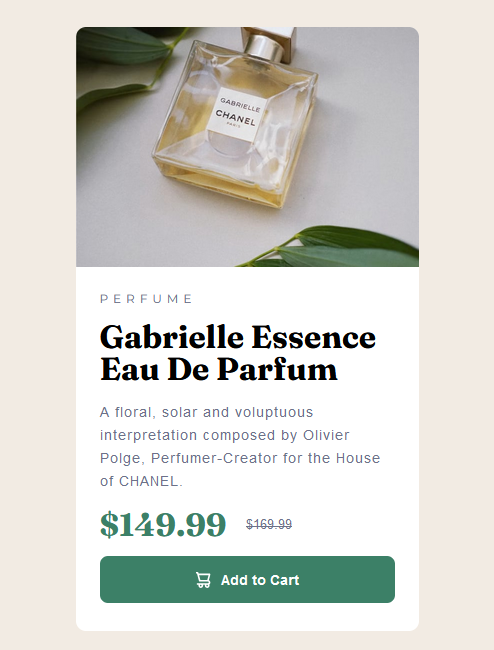 GABRIELLE
CHANEL
PARIS
PERFUME
Gabrielle Essence
Eau De Parfum
A floral, solar and voluptuous
interpretation composed by Olivier
Polge, Perfumer-Creator for the House
of CHANEL.
$149.99 $169.99
Add to Cart